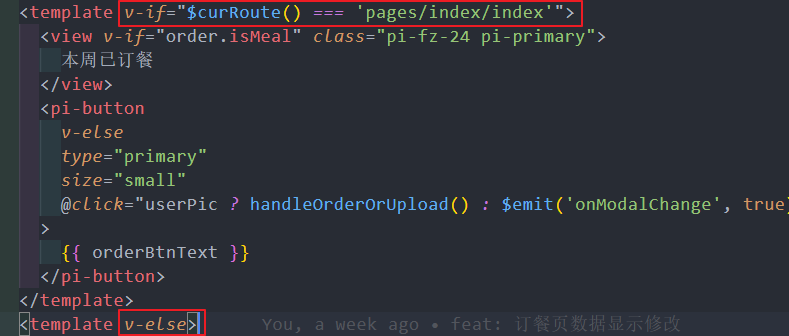 <template v-if="$curRoute() === 'pages/index/index'">
<view v-if="order.isMeal" class="pi-fz-24 pi-primary">
本周已订餐
</view>
<pi-button
v-else
type="primary"
size="small"
@click="userPic ? handleOrderOrUpload() : $emit('onModalChange', true)
>
{{ orderBtnText }}
</pi-button>
</template>
<template v-else> You, a week ago • feat: 订餐页数据显示修改